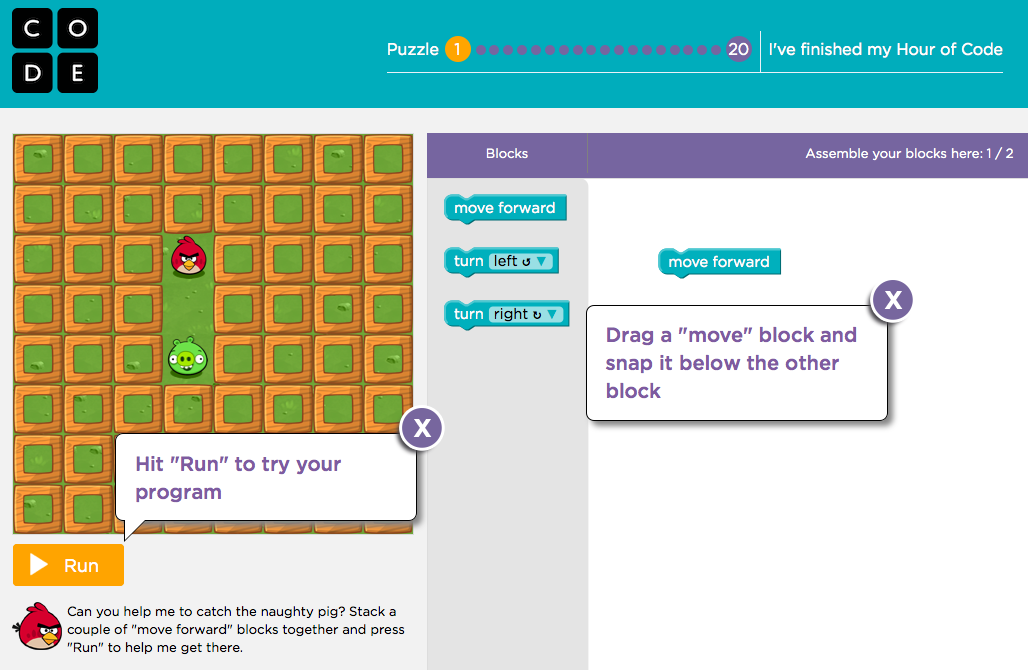 C O
D E
Puzzle 1 20 I've finished my Hour of Code
Blocks
Assemble your blocks here: 1 / 2
move forward
turn left ↺ ▼
turn right ↻ ▼
move forward
X
Drag a "move" block and
snap it below the other
block
X
Hit "Run" to try your
program
Run
Can you help me to catch the naughty pig? Stack a
couple of "move forward" blocks together and press
"Run" to help me get there.